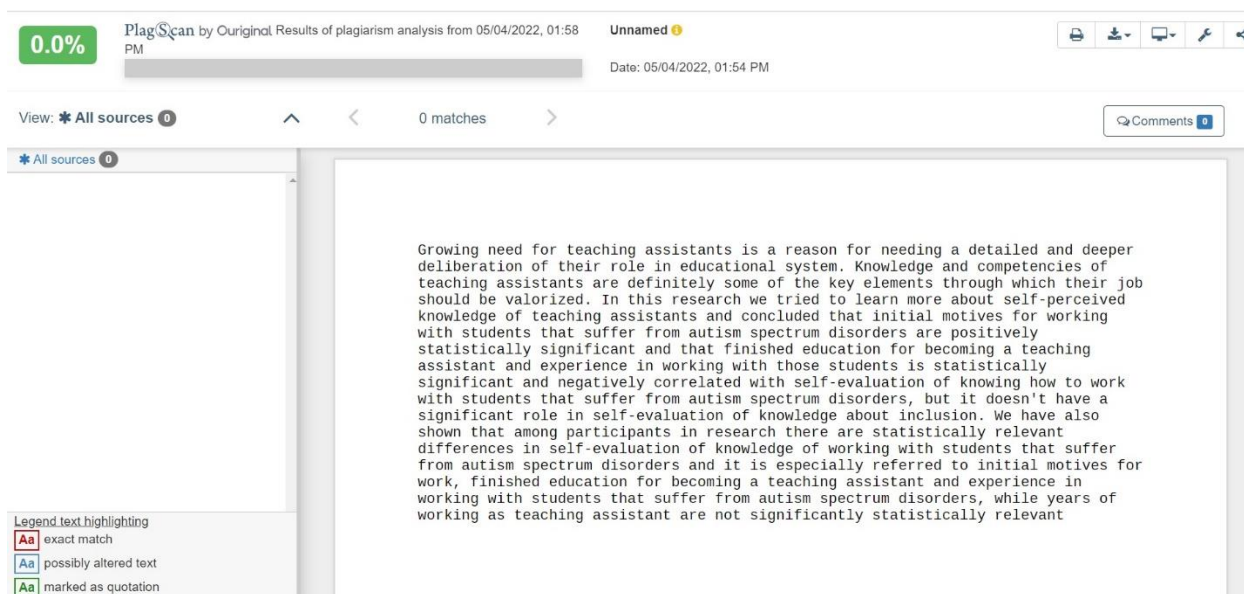 0.0%
PlagScan by Ouriginal Results of plagiarism analysis from 05/04/2022, 01:58
PM
Unnamed
Date: 05/04/2022, 01:54 PM
View: ✱ All sources 0
0 matches
Comments 0
✱ All sources 0
Growing need for teaching assistants is a reason for needing a detailed and deeper
deliberation of their role in educational system. Knowledge and competencies of
teaching assistants are definitely some of the key elements through which their job
should be valorized. In this research we tried to learn more about self-perceived
knowledge of teaching assistants and concluded that initial motives for working
with students that suffer from autism spectrum disorders are positively
statistically significant and that finished education for becoming a teaching
assistant and experience in working with those students is statistically
significant and negatively correlated with self-evaluation of knowing how to work
with students that suffer from autism spectrum disorders, but it doesn't have a
significant role in self-evaluation of knowledge about inclusion. We have also
shown that among participants in research there are statistically relevant
differences in self-evaluation of knowledge of working with students that suffer
from autism spectrum disorders and it is especially referred to initial motives for
work, finished education for becoming a teaching assistant and experience in
working with students that suffer from autism spectrum disorders, while years of
working as teaching assistant are not significantly statistically relevant
Legend text highlighting
Aa exact match
Aa possibly altered text
Aa marked as quotation